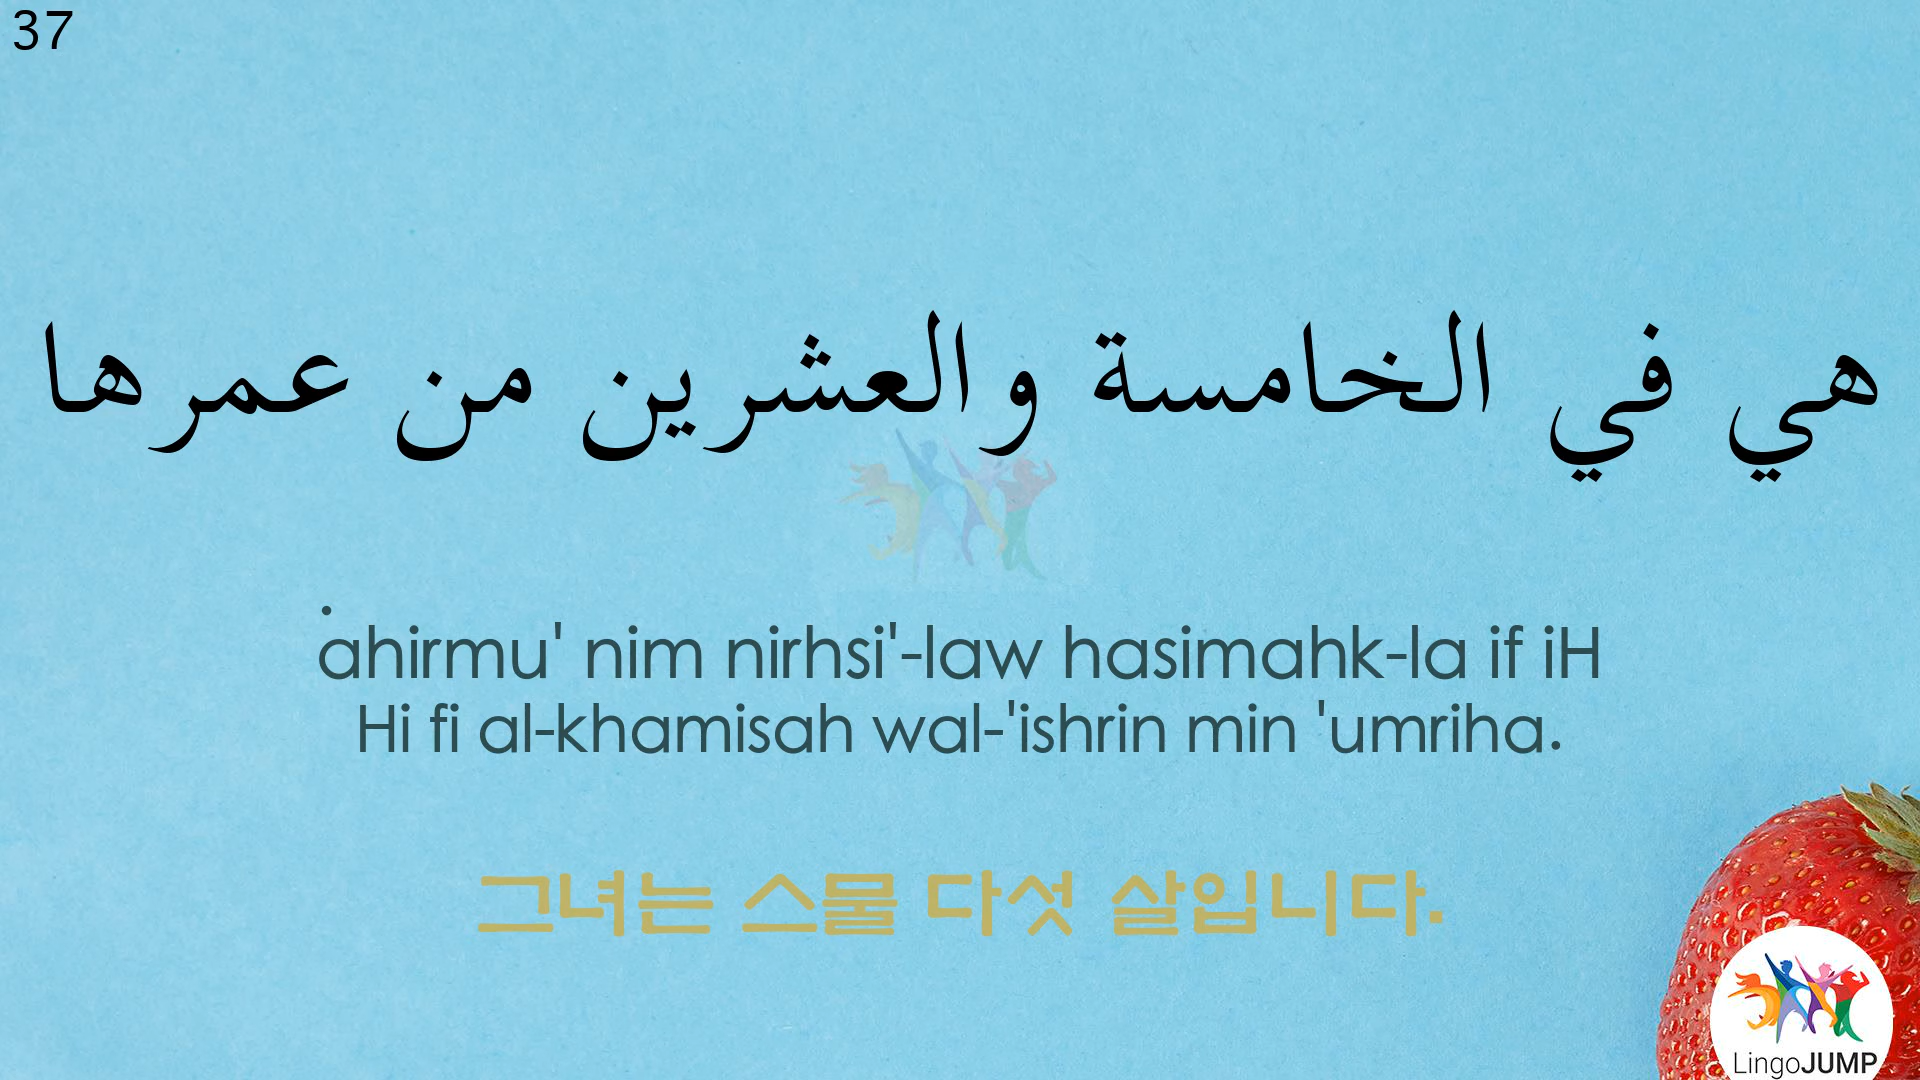 37
هي في الخامسة والعشرين من عمرها
.ahirmu' nim nirhsi'-law hasimahk-la if iH
Hi fi al-khamisah wal-'ishrin min 'umriha.
그녀는 스물 다섯 살입니다.
LingoJUMP